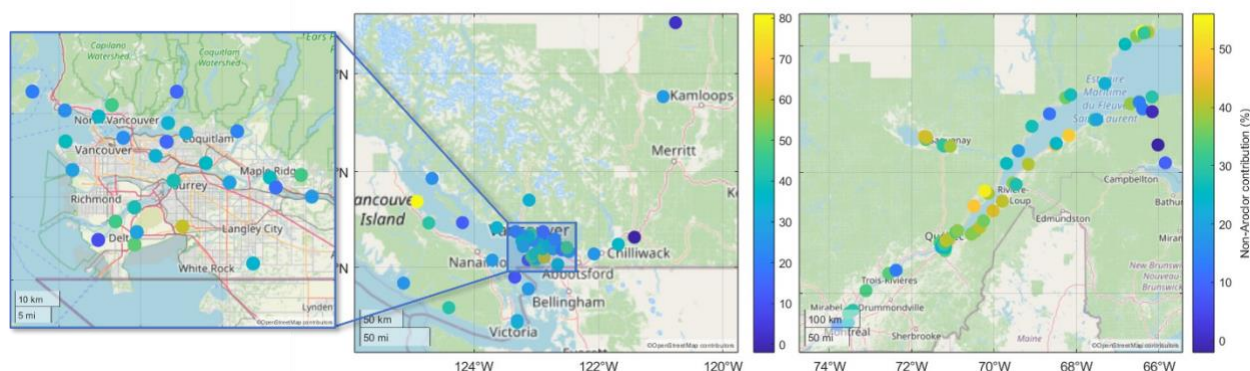 Capilano
Watershed
Coquitlam
Watershed
North Vancouver
Coquitlam
Vancouver
Maple Ridge
Surrey
Richmond
Delt
Langley City
White Rock
Lynden
10 km
5 mi
©OpenStreetMap contributors
Kamloops
Merritt
Vancouver
Island
Nanaimo
Chilliwack
Abbotsford
Bellingham
Victoria
50 km
50 mi
©OpenStreetMap contributors
124°W
122°W
120°W
80
70
60
50
40
30
20
10
0
Estuaire
Maritime
du Fleuve
Saint-Laurent
Campbellton
Bathur
Rivière-
Loup
Edmundston
Miram
Québec
Trois-Rivières
New Brunswick
Nouveau-
Brunswick
Mirabel
Drummondville
Montréal
Sherbrooke
Maine
100 km
50 mi
©OpenStreetMap contributors
74°W
72°W
70°W
68°W
66°W
50
40
30
20
10
0
Non-Aroclor contribution (%)